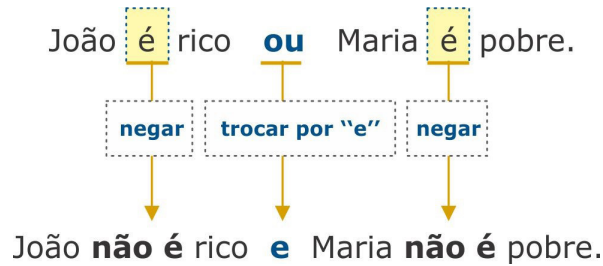 João é rico ou Maria é pobre.
negar trocar por ‘‘e’’ negar
João não é rico e Maria não é pobre.